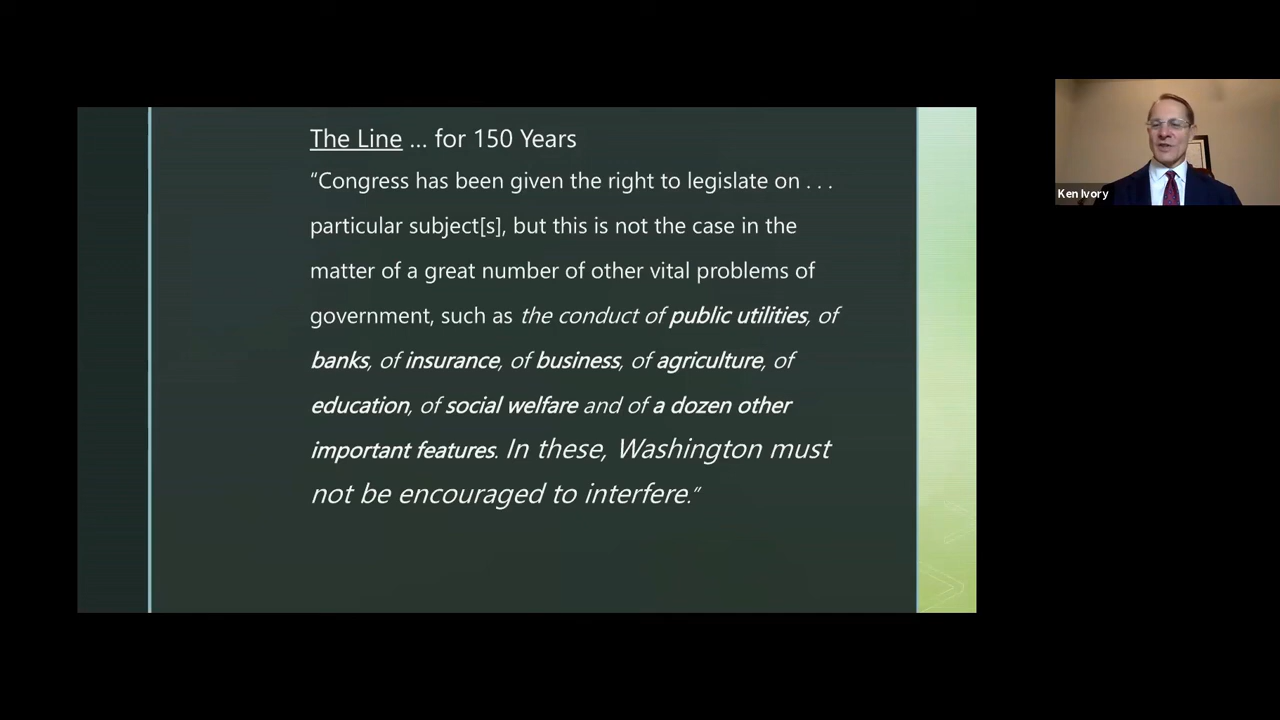 The Line ... for 150 Years
“Congress has been given the right to legislate on . . .
particular subject[s], but this is not the case in the
matter of a great number of other vital problems of
government, such as the conduct of public utilities, of
banks, of insurance, of business, of agriculture, of
education, of social welfare and of a dozen other
important features. In these, Washington must
not be encouraged to interfere.”
Ken Ivory